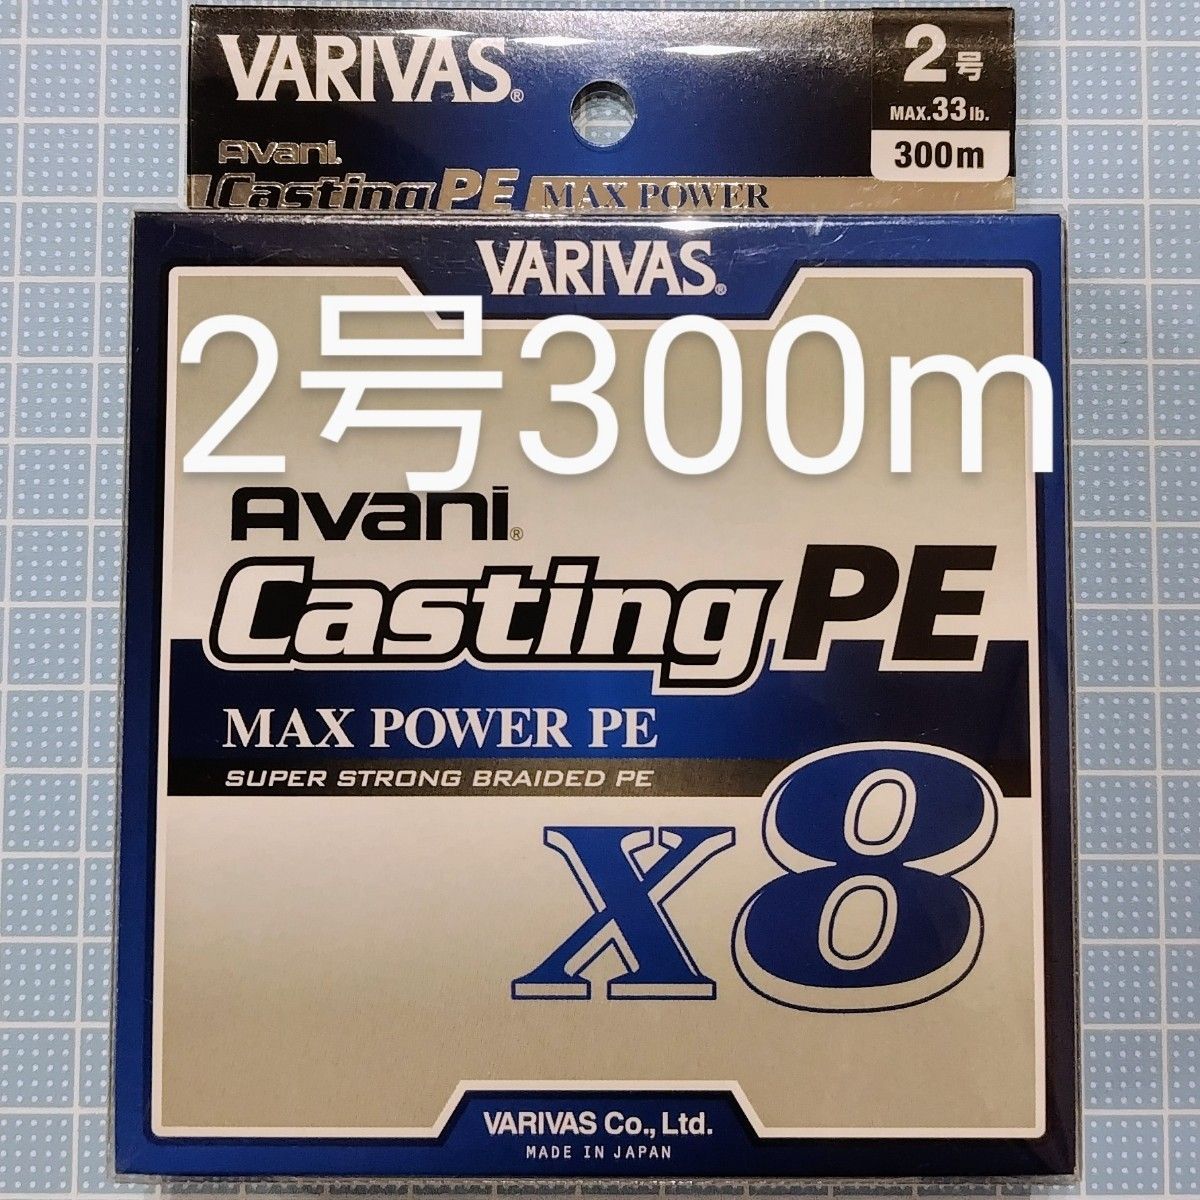 VARIVAS®
2号
MAX.33lb.
300m
Avani
Casting PE MAX POWER
VARIVAS®
2号300m
Avani®
Casting PE
MAX POWER PE
SUPER STRONG BRAIDED PE
X8
VARIVAS Co., Ltd.
MADE IN JAPAN